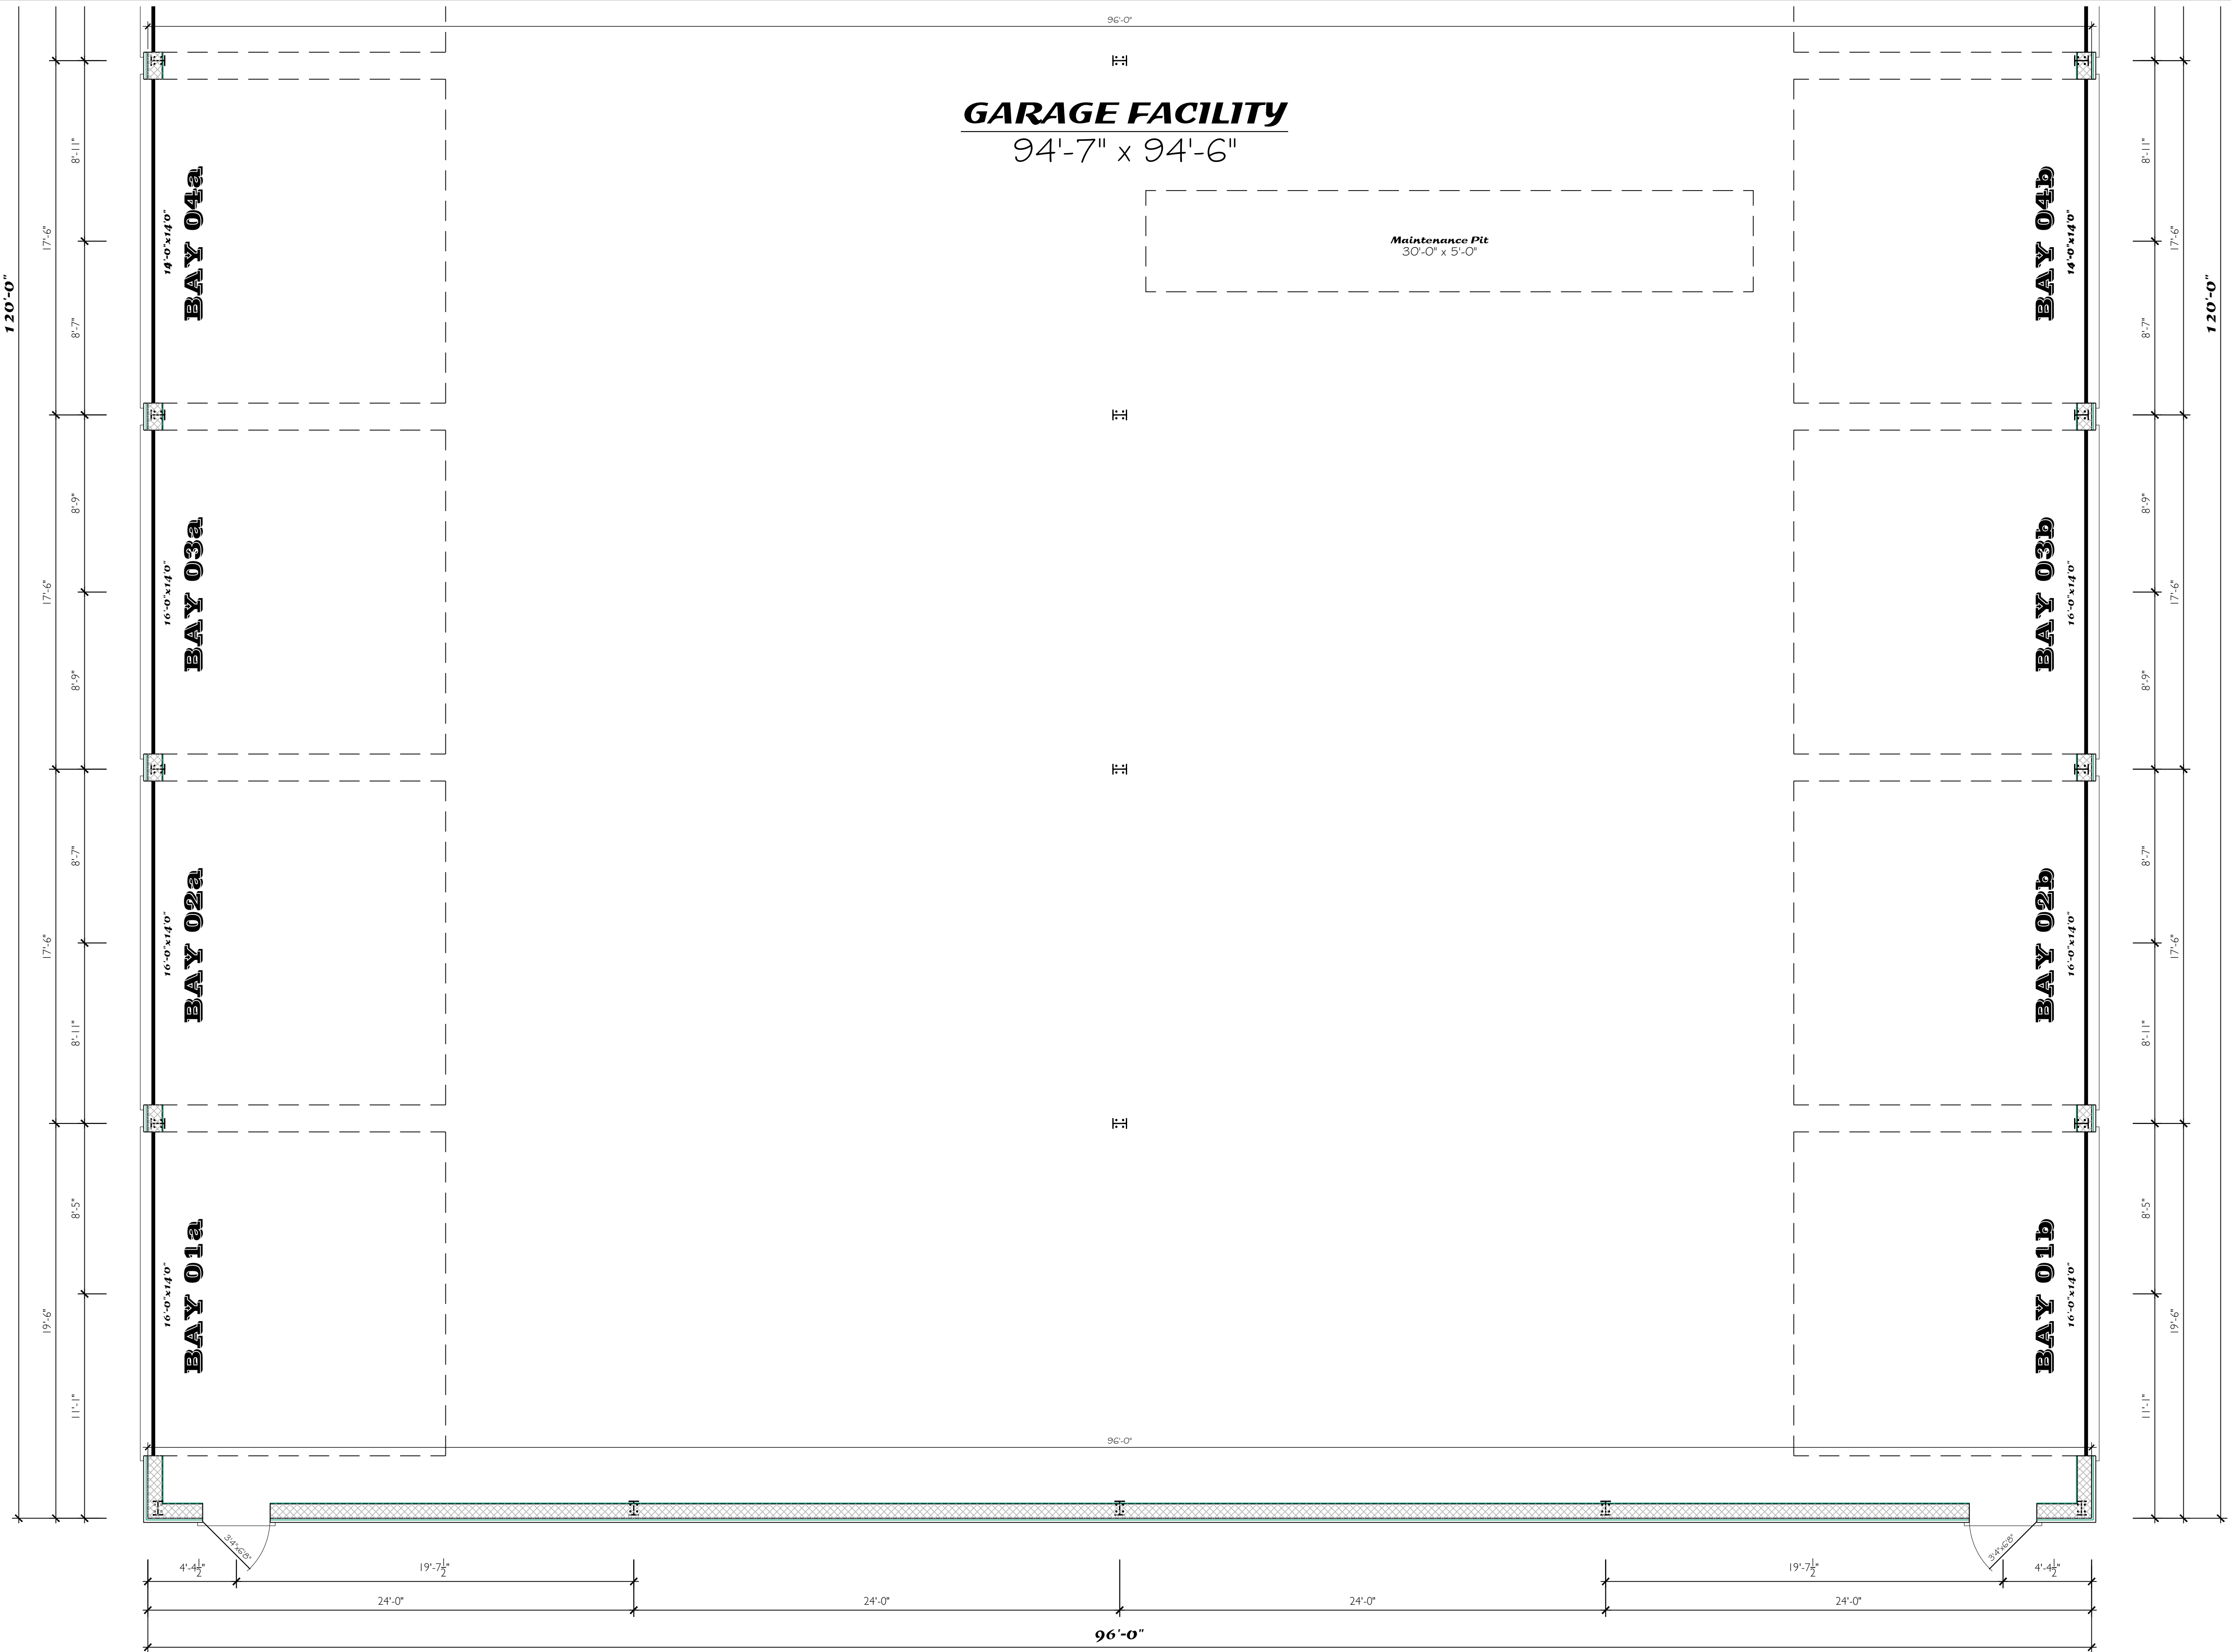 96'-0"
GARAGE FACILITY
94'-7" x 94'-6"
Maintenance Pit
30'-0" x 5'-0"
120'-0"
17'-6"
8'-11"
8'-7"
14'-0"x14'0"
BAY 04a
BAY 04b
14'-0"x14'0"
8'-11"
8'-7"
17'-6"
120'-0"
17'-6"
8'-9"
8'-9"
16'-0"x14'0"
BAY 03a
BAY 03b
16'-0"x14'0"
8'-9"
8'-9"
17'-6"
17'-6"
8'-7"
8'-11"
16'-0"x14'0"
BAY 02a
BAY 02b
16'-0"x14'0"
8'-7"
8'-11"
17'-6"
19'-6"
8'-5"
11'-1"
16'-0"x14'0"
BAY 01a
BAY 01b
16'-0"x14'0"
8'-5"
11'-1"
19'-6"
96'-0"
3'4"x6'8"
3'4"x6'8"
4'-4½"
19'-7½"
19'-7½"
4'-4½"
24'-0"
24'-0"
24'-0"
24'-0"
96'-0"